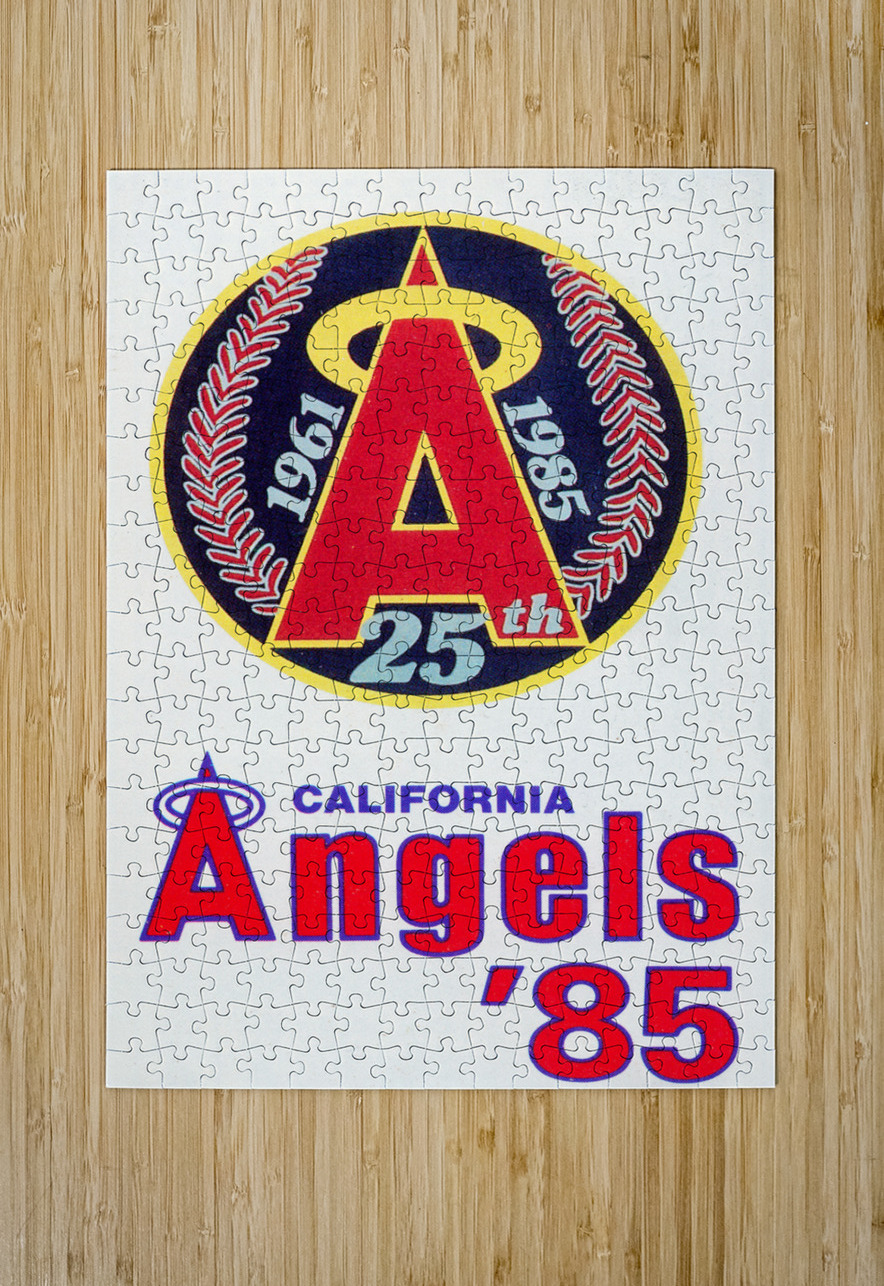 1961
1985
A
25th
CALIFORNIA
Angels
'85